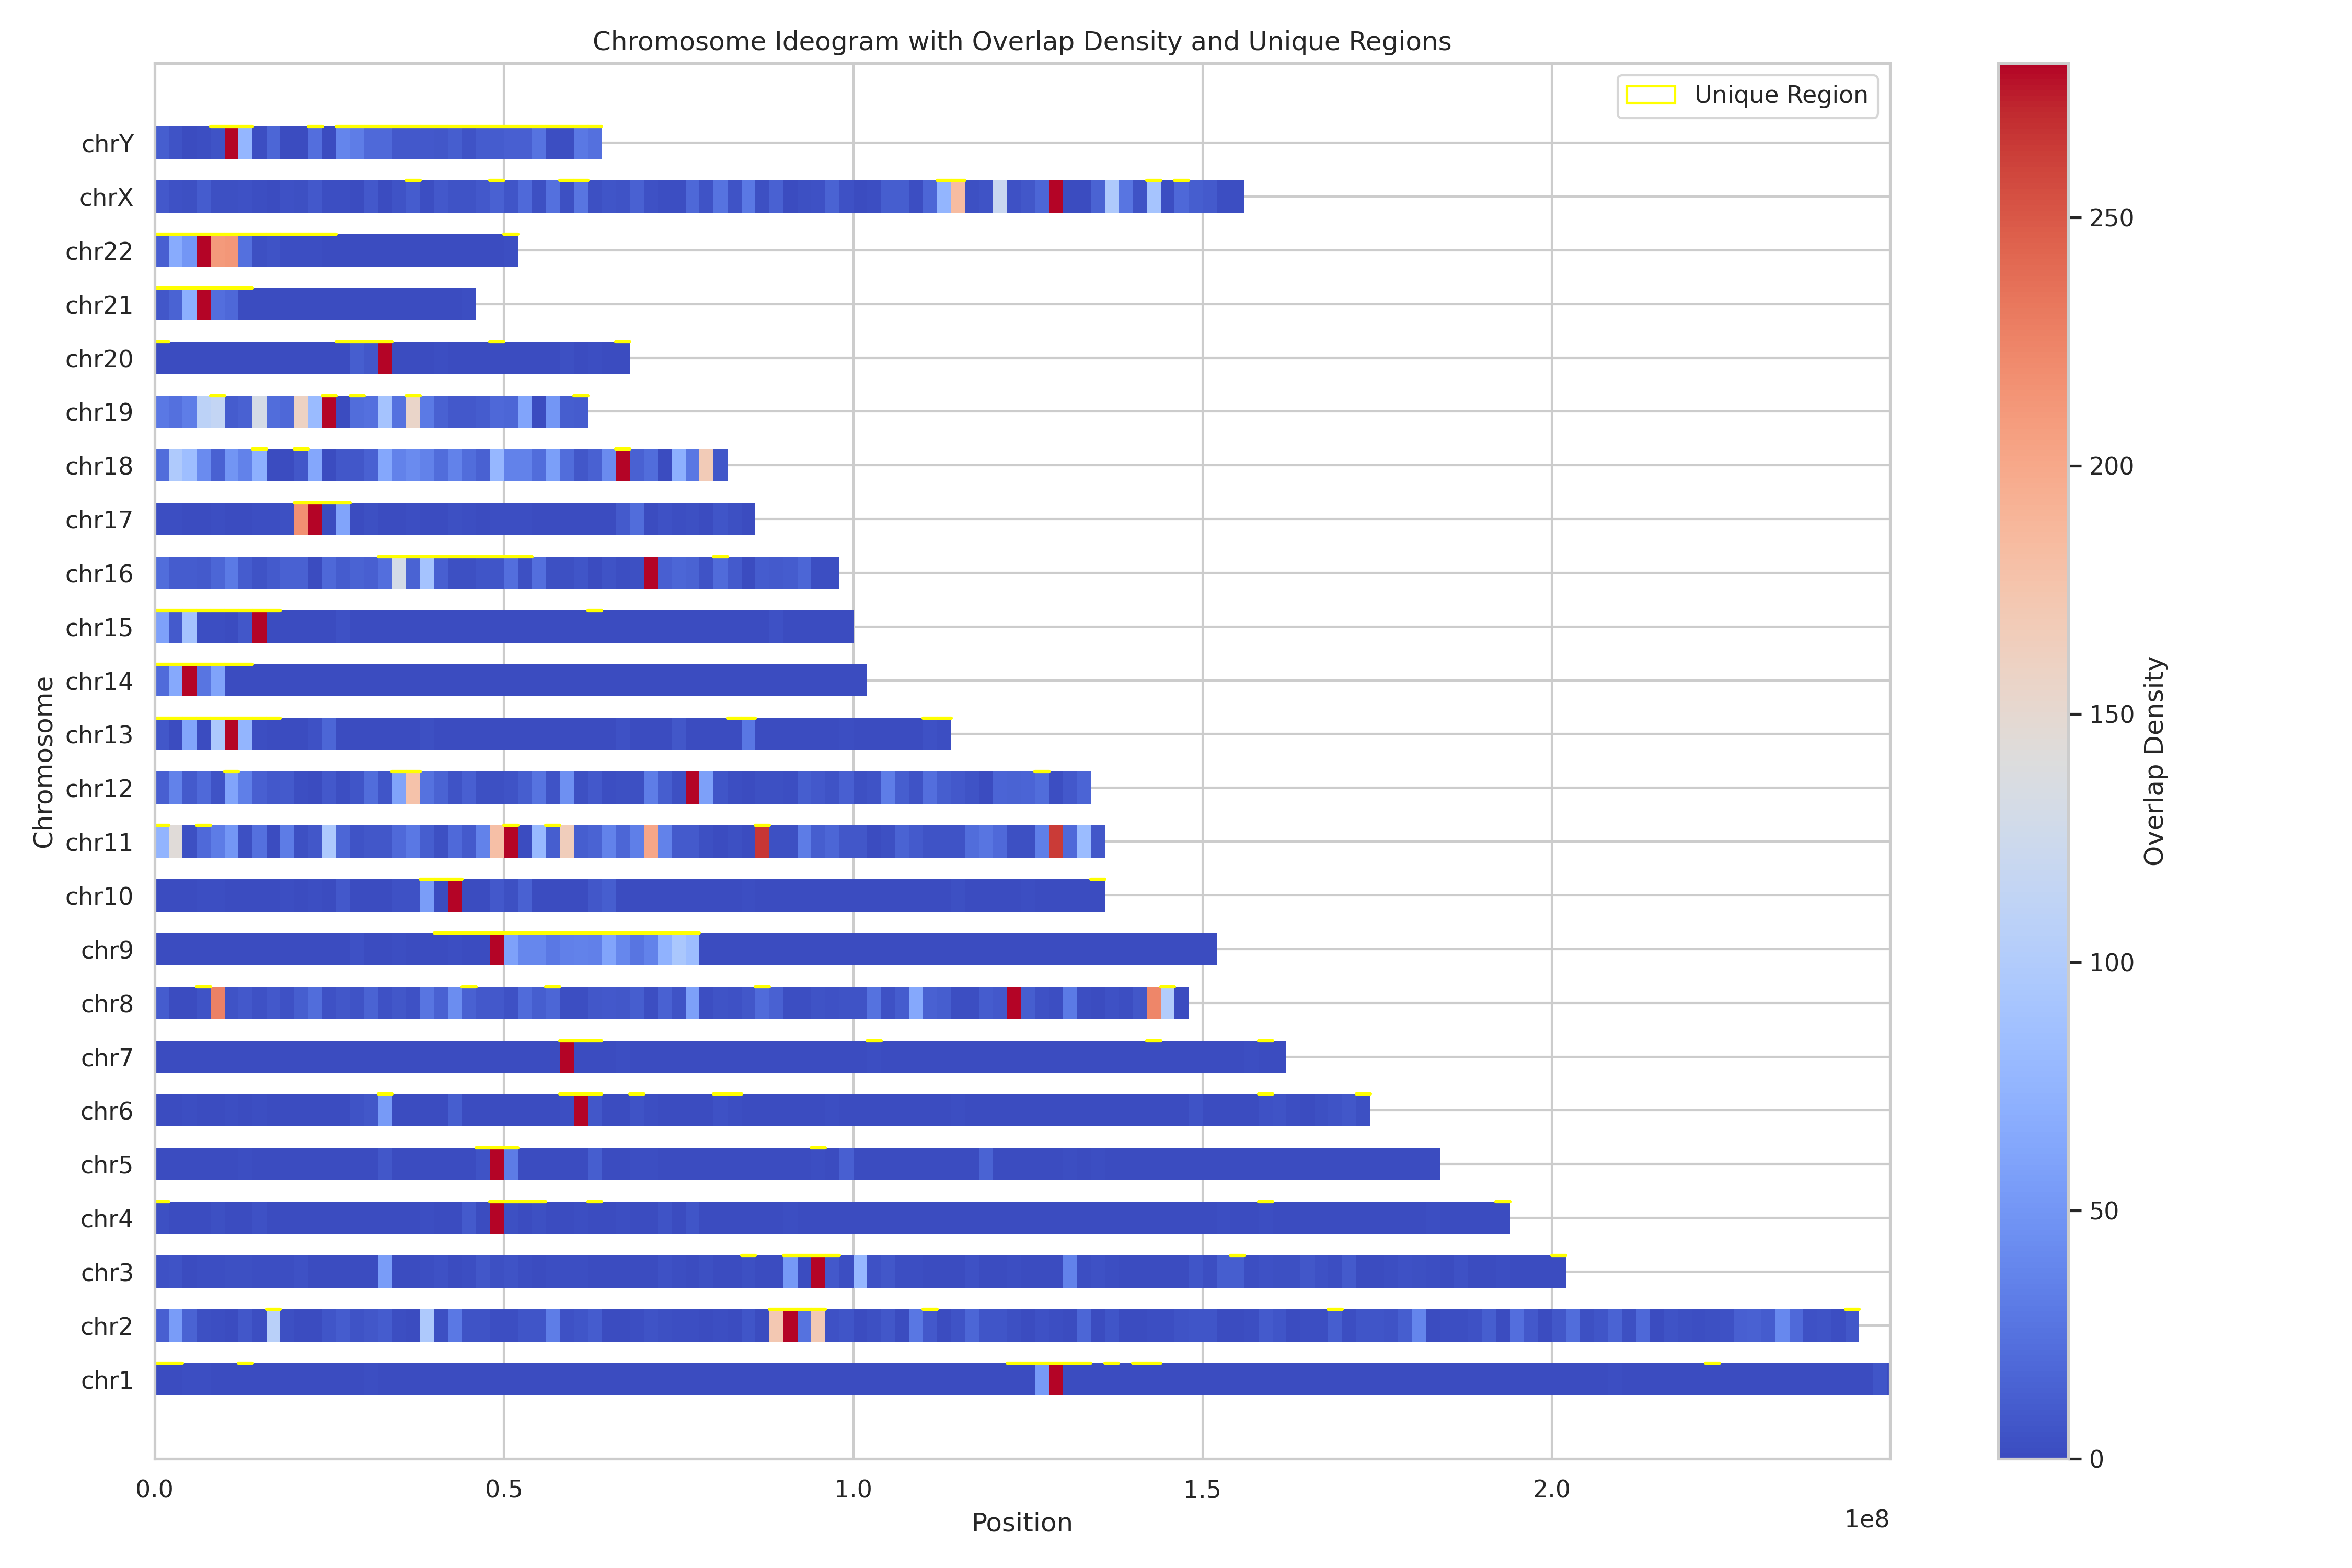 Chromosome Ideogram with Overlap Density and Unique Regions
Unique Region
chrY
chrX
chr22
chr21
chr20
chr19
chr18
chr17
chr16
chr15
chr14
chr13
chr12
chr11
chr10
chr9
chr8
chr7
chr6
chr5
chr4
chr3
chr2
chr1
Chromosome
0.0 0.5 1.0 1.5 2.0
1e8
Position
250
200
150
100
50
0
Overlap Density